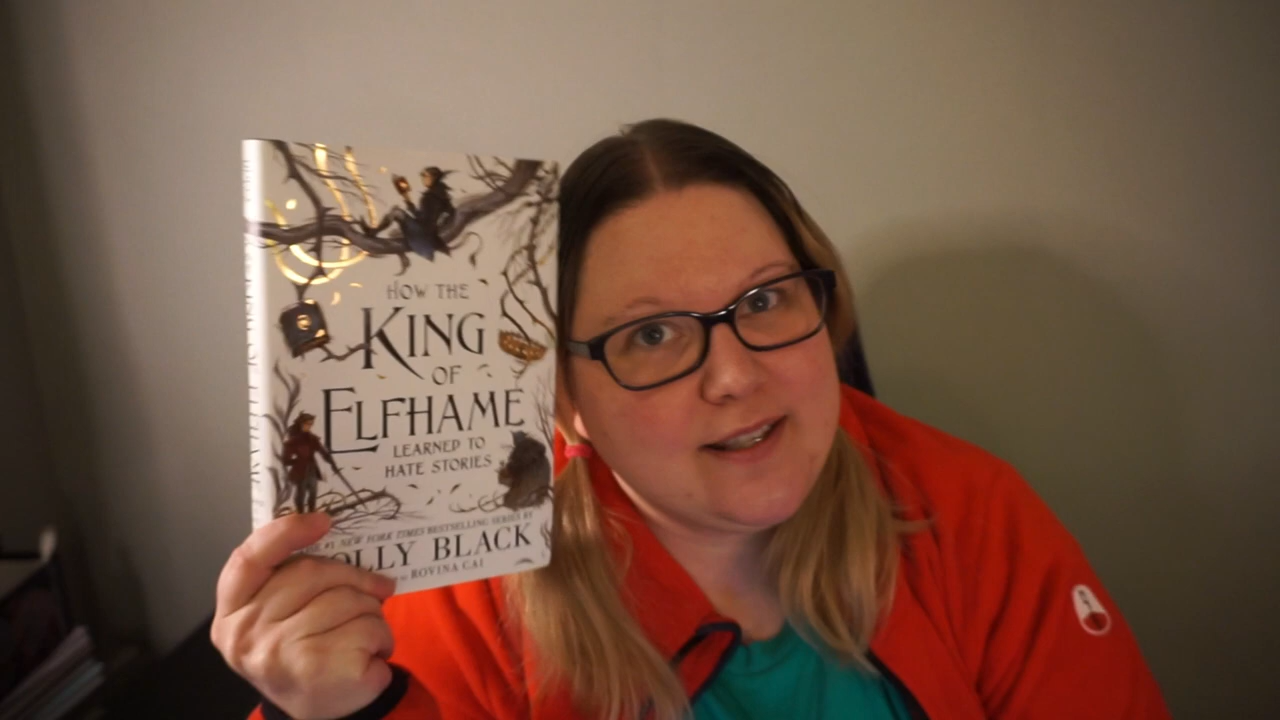 HOW THE
KING
OF
ELFHAME
LEARNED TO
HATE STORIES
#1 NEW YORK TIMES BESTSELLING SERIES BY
OLLY BLACK
ROVINA CAI